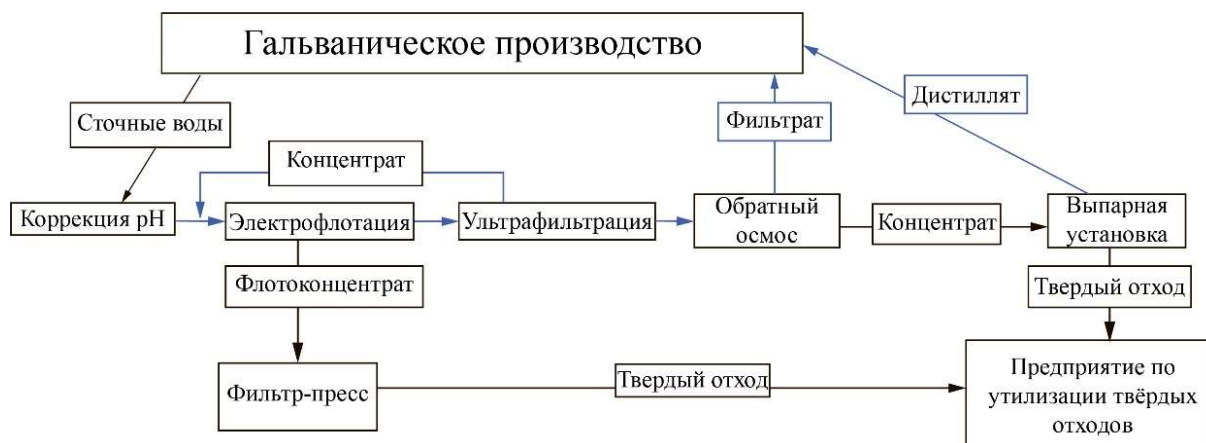 Гальваническое производство
Дистиллят
Сточные воды
Фильтрат
Концентрат
Коррекция pH
Электрофлотация
Ультрафильтрация
Обратный
осмос
Концентрат
Выпарная
установка
Флотоконцентрат
Твердый отход
Фильтр-пресс
Твердый отход
Предприятие по
утилизации твёрдых
отходов